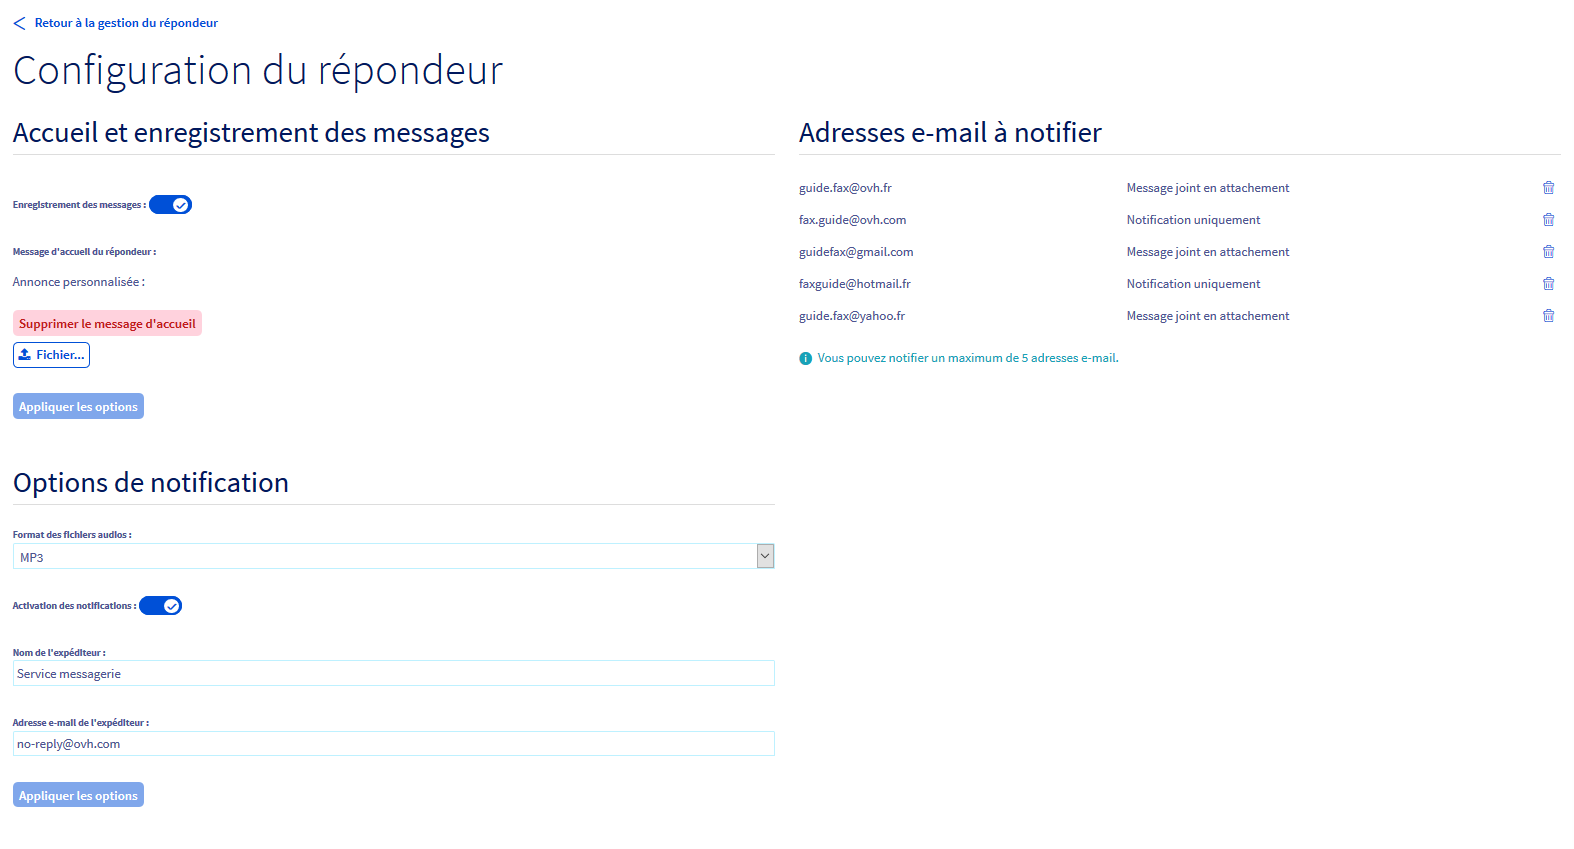 Retour à la gestion du répondeur
Configuration du répondeur
Accueil et enregistrement des messages
Enregistrement des messages :
Message d'accueil du répondeur :
Annonce personnalisée :
Supprimer le message d'accueil
Fichier...
Appliquer les options
Options de notification
Format des fichiers audios :
MP3
Activation des notifications :
Nom de l'expéditeur :
Service messagerie
Adresse e-mail de l'expéditeur :
no-reply@ovh.com
Appliquer les options
Adresses e-mail à notifier
guide.fax@ovh.fr Message joint en attachement
fax.guide@ovh.com Notification uniquement
guidefax@gmail.com Message joint en attachement
faxguide@hotmail.fr Notification uniquement
guide.fax@yahoo.fr Message joint en attachement
Vous pouvez notifier un maximum de 5 adresses e-mail.